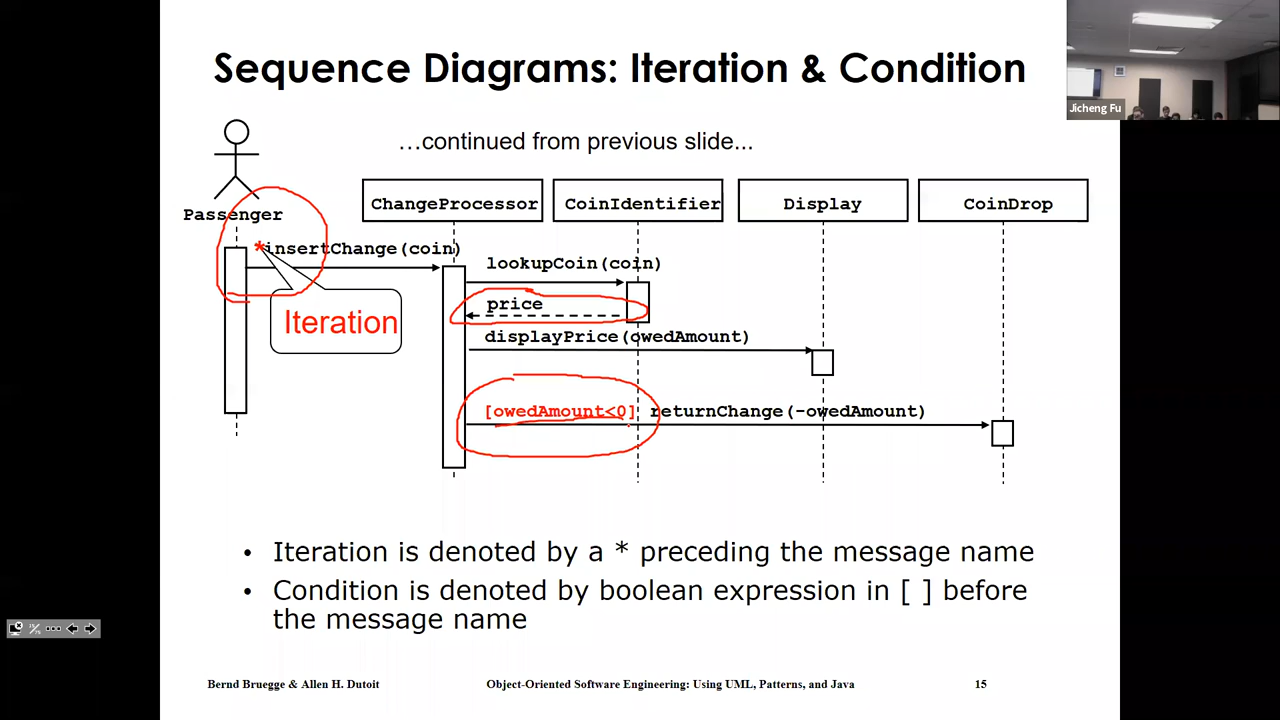 Sequence Diagrams: Iteration & Condition
Jicheng Fu
…continued from previous slide...
Passenger
ChangeProcessor
CoinIdentifier
Display
CoinDrop
*insertChange(coin)
lookupCoin(coin)
price
Iteration
displayPrice(owedAmount)
[owedAmount<0] returnChange(-owedAmount)
• Iteration is denoted by a * preceding the message name
• Condition is denoted by boolean expression in [ ] before
the message name
Bernd Bruegge & Allen H. Dutoit
Object-Oriented Software Engineering: Using UML, Patterns, and Java
15